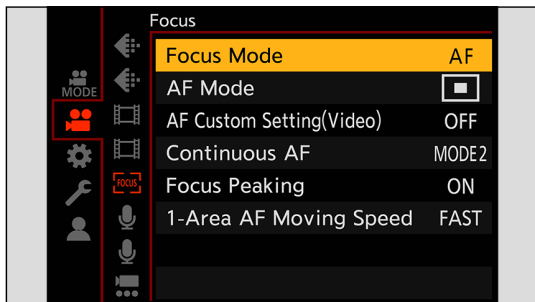 Focus
MODE
Focus Mode AF
AF Mode
AF Custom Setting(Video) OFF
Continuous AF MODE2
FOCUS
Focus Peaking ON
1-Area AF Moving Speed FAST